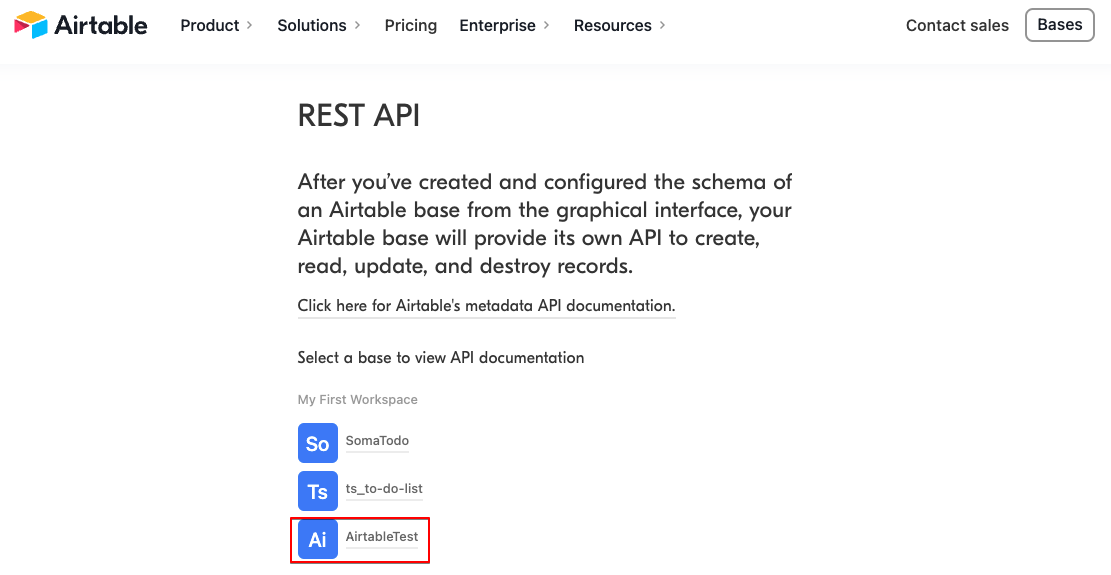 Airtable Product Solutions Pricing Enterprise Resources Contact sales Bases
REST API
After you’ve created and configured the schema of
an Airtable base from the graphical interface, your
Airtable base will provide its own API to create,
read, update, and destroy records.
Click here for Airtable's metadata API documentation.
Select a base to view API documentation
My First Workspace
So SomaTodo
Ts ts_to-do-list
Ai AirtableTest